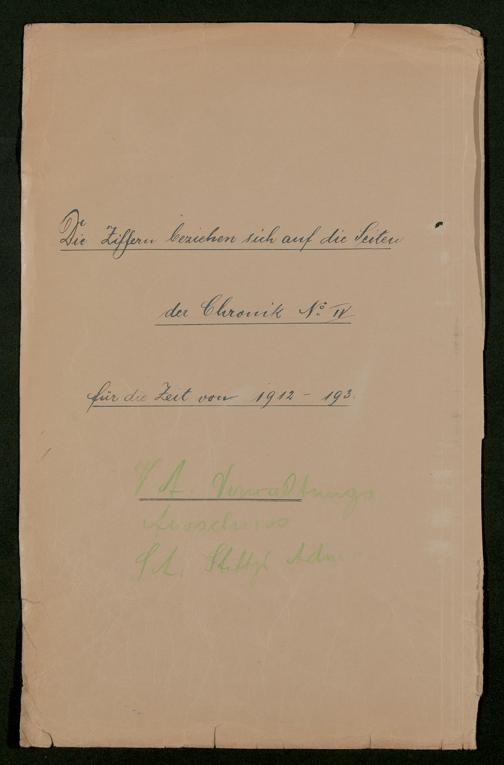 Die Ziffern beziehen sich auf die Seiten
der Chronik No IV
für die Zeit von 1912 - 193.
V A. Verwaltungs
Ausschuss
S A.